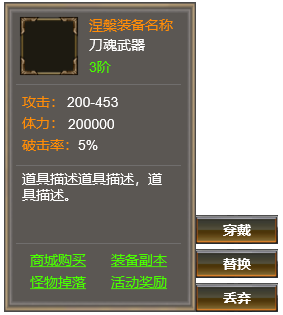 涅槃装备名称
刀魂武器
3阶
攻击： 200-453
体力： 200000
破击率：5%
道具描述道具描述，道
具描述。
商城购买 装备副本
怪物掉落 活动奖励
穿戴
替换
丢弃